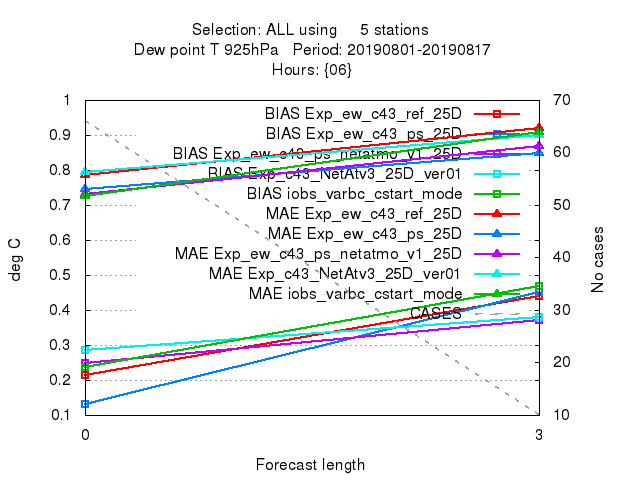 Selection: ALL using 5 stations
Dew point T 925hPa Period: 20190801-20190817
Hours: {06}
1
0.9
0.8
0.7
0.6
0.5
0.4
0.3
0.2
0.1
deg C
70
60
50
40
30
20
10
No cases
BIAS Exp_ew_c43_ref_25D
BIAS Exp_ew_c43_ps_25D
BIAS Exp_ew_c43_ps_netatmo_v1_25D
BIAS Exp_c43_NetAtv3_25D_ver01
BIAS iobs_varbc_cstart_mode
MAE Exp_ew_c43_ref_25D
MAE Exp_ew_c43_ps_25D
MAE Exp_ew_c43_ps_netatmo_v1_25D
MAE Exp_c43_NetAtv3_25D_ver01
MAE iobs_varbc_cstart_mode
CASES
0
3
Forecast length